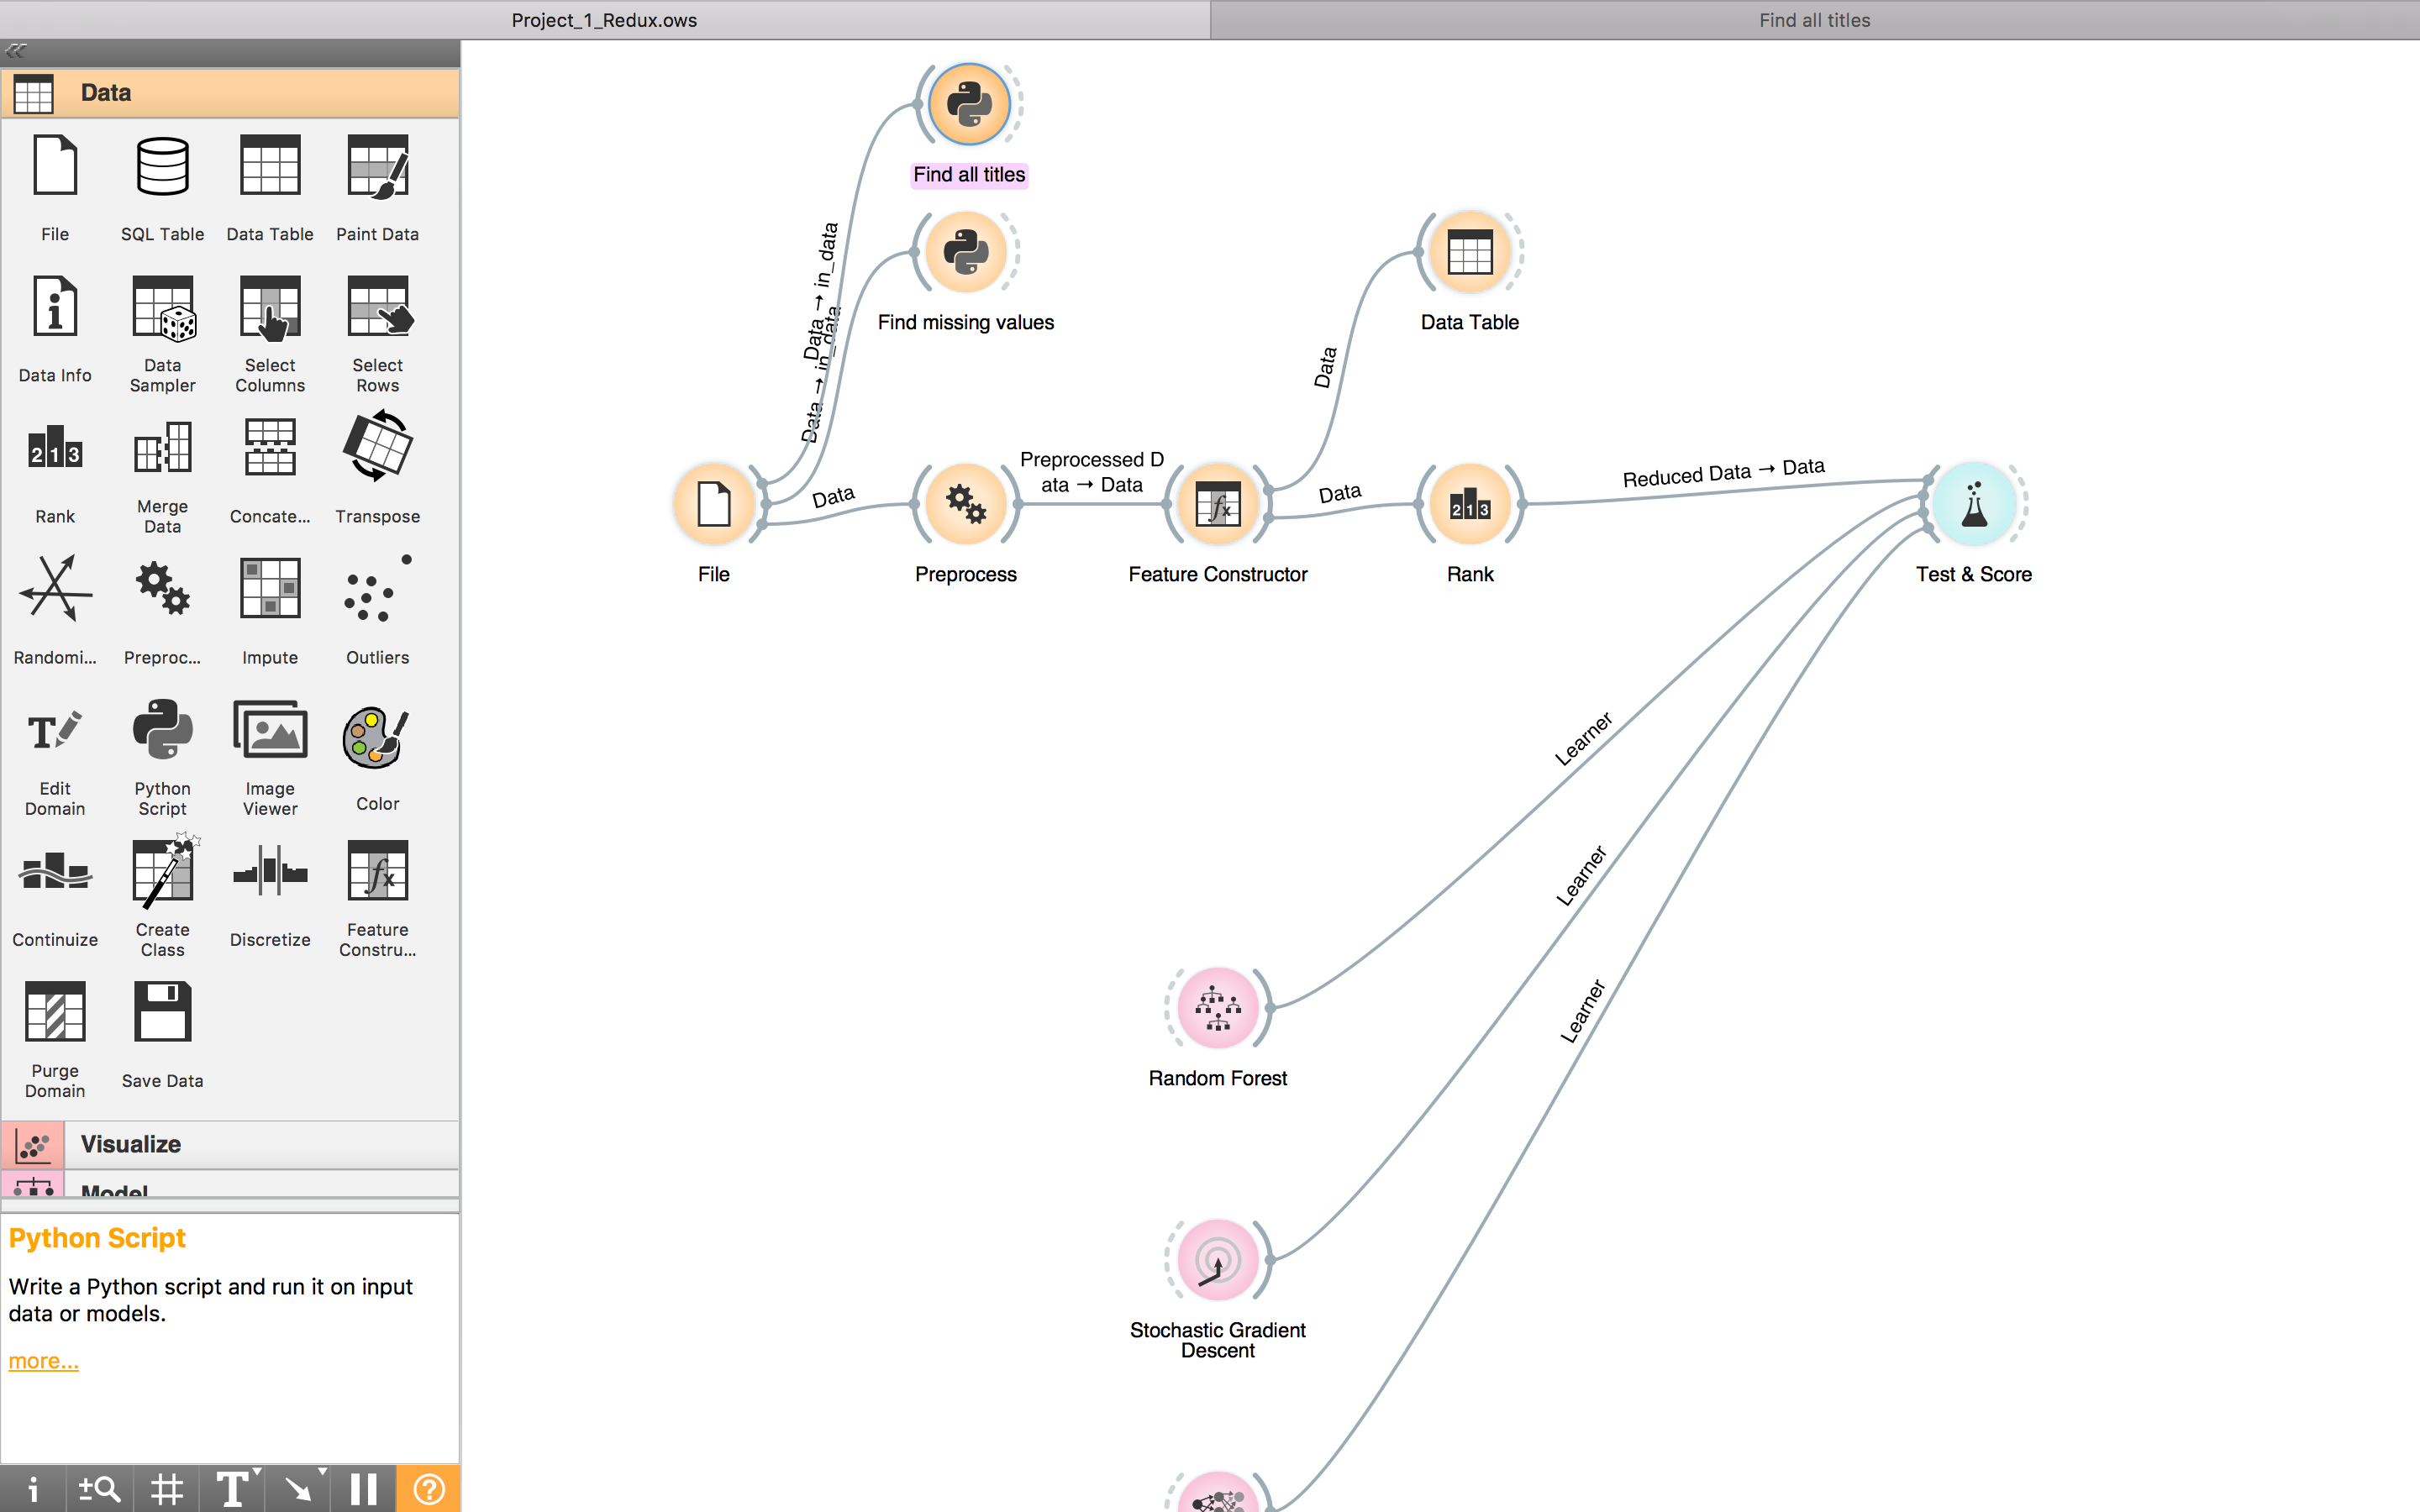 Project_1_Redux.ows
Find all titles
Data
File
SQL Table
Data Table
Paint Data
Data Info
Data
Sampler
Select
Columns
Select
Rows
213
Rank
Merge
Data
Concate...
Transpose
Randomi...
Preproc...
Impute
Outliers
T
Edit
Domain
Python
Script
Image
Viewer
Color
Continuize
Create
Class
Discretize
fx
Feature
Constru...
Purge
Domain
Save Data
Visualize
Model
Python Script
Write a Python script and run it on input
data or models.
more...
i
T
?
Find all titles
Data → in_data
Find missing values
Data → in_data
Data Table
Data
File
Data
Preprocess
Preprocessed D
ata → Data
fx
Feature Constructor
Data
213
Rank
Reduced Data → Data
Test & Score
Learner
Learner
Learner
Random Forest
Stochastic Gradient
Descent